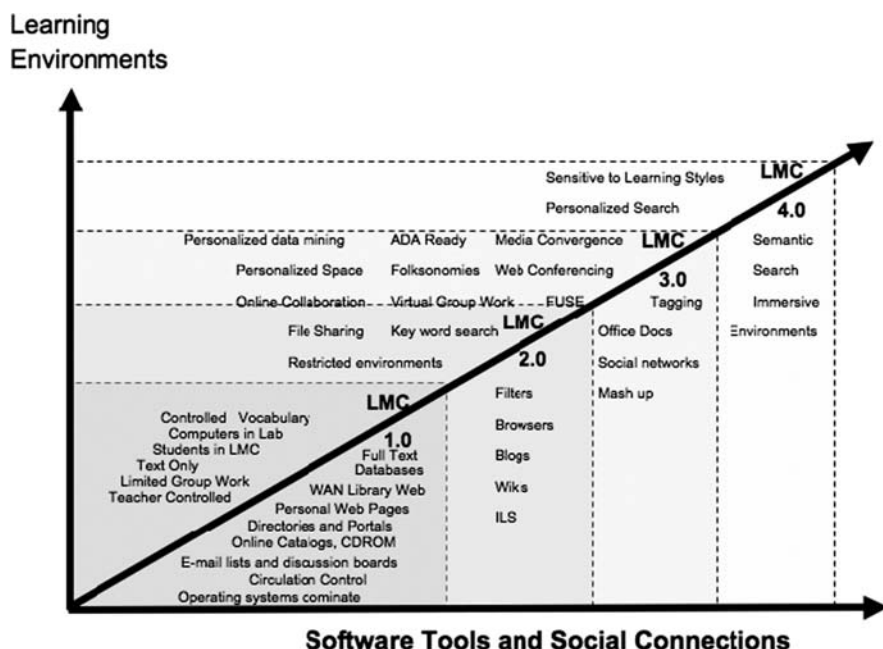 Learning
Environments
Sensitive to Learning Styles LMC
Personalized Search 4.0
Personalized data mining ADA Ready Media Convergence LMC Semantic
Personalized Space Folksonomies Web Conferencing 3.0 Search
Online Collaboration Virtual Group Work FUSE Tagging Immersive
File Sharing Key word search LMC Office Docs Environments
Restricted environments 2.0 Social networks
LMC Filters Mash up
Controlled Vocabulary
Computers in Lab 1.0 Browsers
Students in LMC Full Text Blogs
Text Only Databases
Limited Group Work WAN Library Web Wikis
Teacher Controlled
Personal Web Pages
Directories and Portals ILS
Online Catalogs, CDROM
E-mail lists and discussion boards
Circulation Control
Operating systems cominate
Software Tools and Social Connections